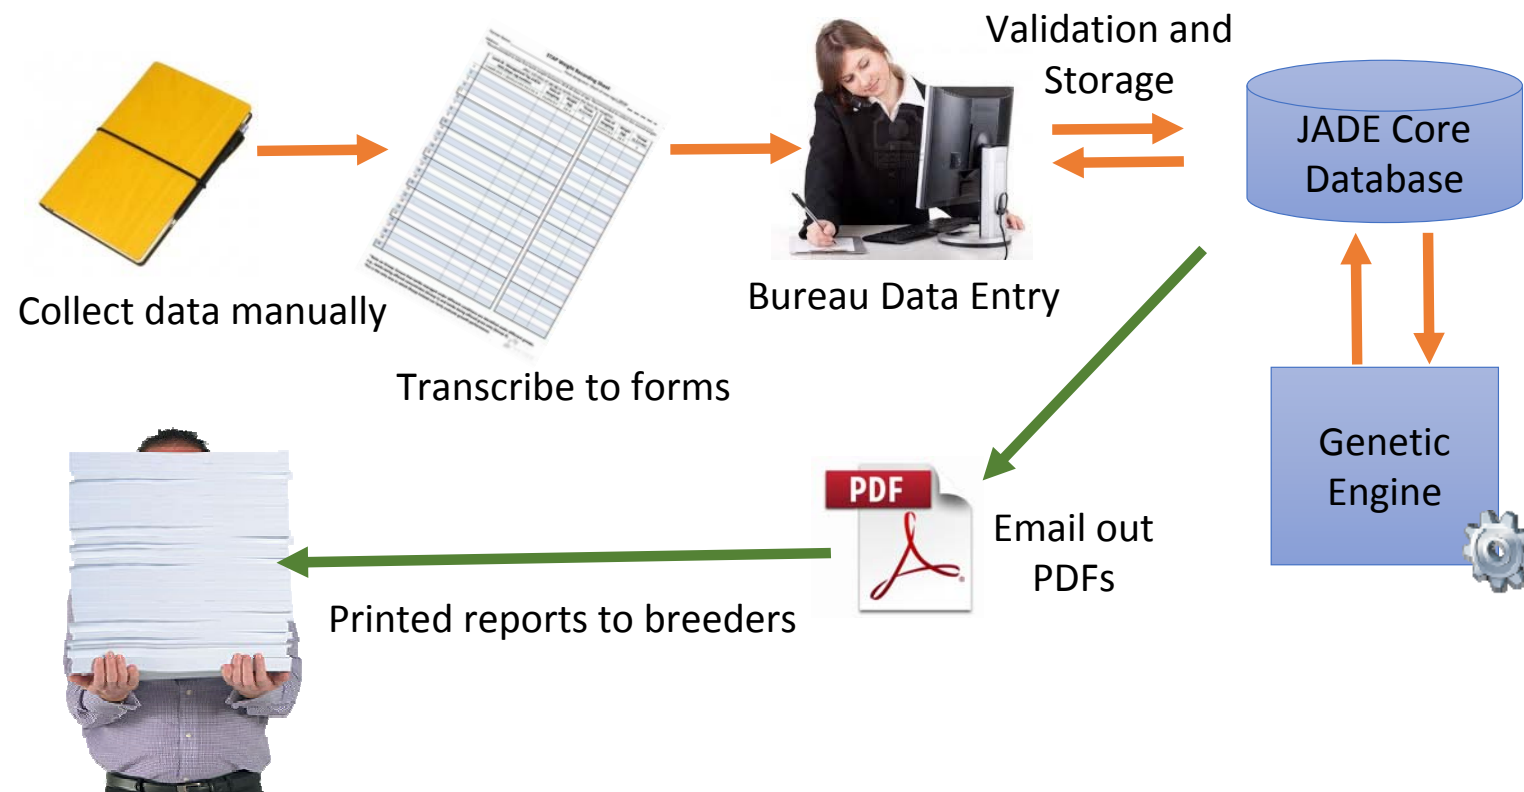 Validation and
Storage
JADE Core
Database
Collect data manually
Bureau Data Entry
Transcribe to forms
Genetic
Engine
PDF
Email out
PDFs
Printed reports to breeders